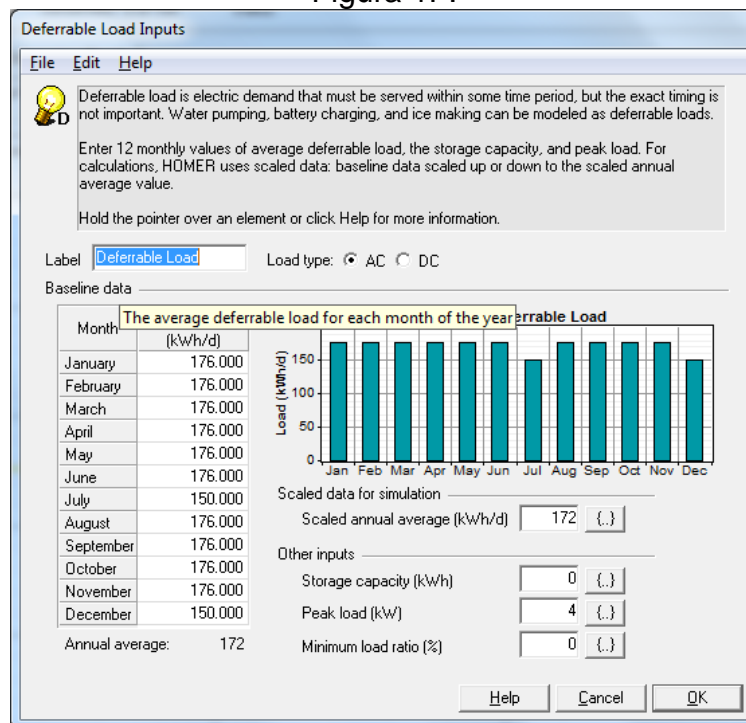 Deferrable Load Inputs
File Edit Help
Deferrable load is electric demand that must be served within some time period, but the exact timing is
not important. Water pumping, battery charging, and ice making can be modeled as deferrable loads.
Enter 12 monthly values of average deferrable load, the storage capacity, and peak load. For
calculations, HOMER uses scaled data: baseline data scaled up or down to the scaled annual
average value.
Hold the pointer over an element or click Help for more information.
D
Label Deferrable Load Load type: AC DC
Baseline data
The average deferrable load for each month of the year
errable Load
Month
(kWh/d)
January 176.000
February 176.000
March 176.000
April 176.000
May 176.000
June 176.000
July 150.000
August 176.000
September 176.000
October 176.000
November 176.000
December 150.000
Annual average: 172
Load (kWh/d)
150
100
50
0
Jan Feb Mar Apr May Jun Jul Aug Sep Oct Nov Dec
Scaled data for simulation
Scaled annual average (kWh/d) 172 {..}
Other inputs
Storage capacity (kWh) 0 {..}
Peak load (kW) 4 {..}
Minimum load ratio (%) 0 {..}
Help Cancel OK